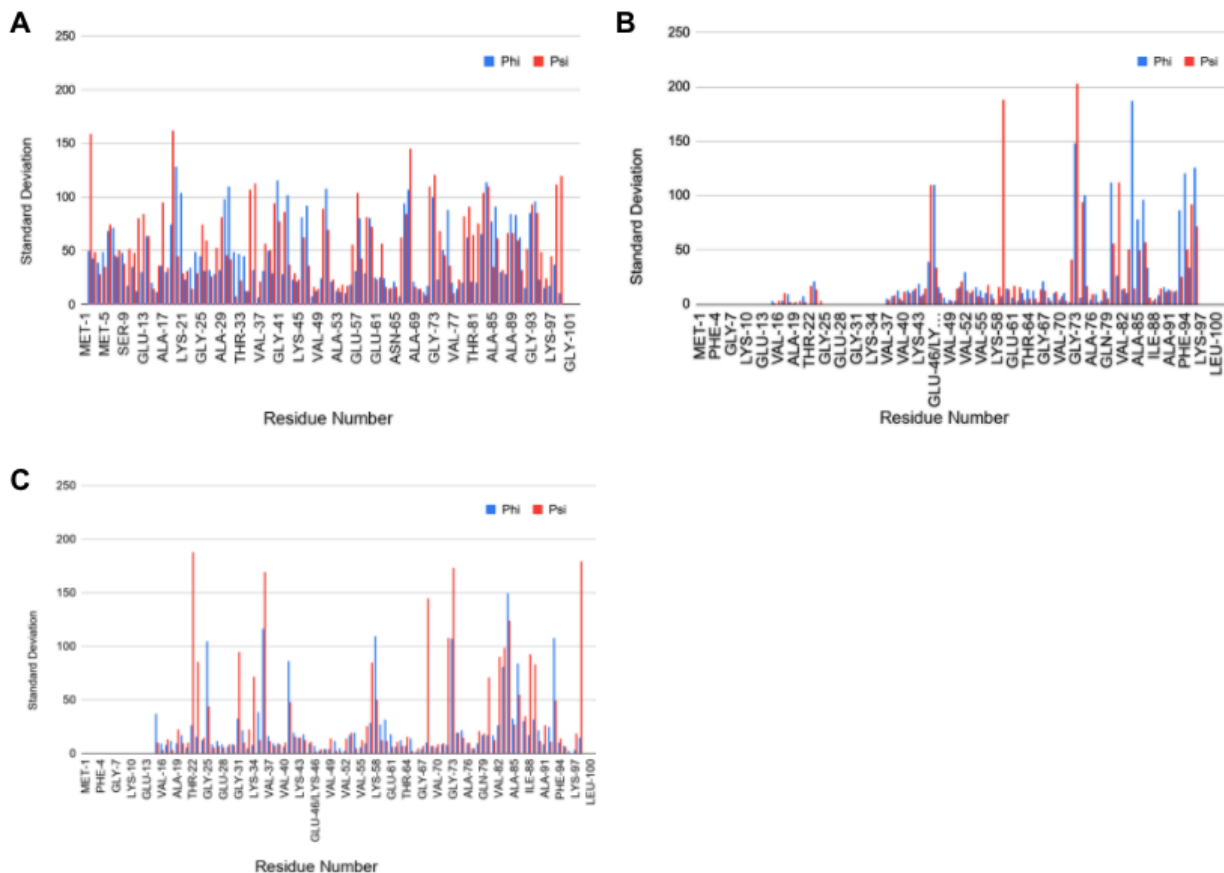 A
250
200
150
100
50
0
Standard Deviation
Phi Psi
MET-1
MET-5
SER-9
GLU-13
ALA-17
LYS-21
GLY-25
ALA-29
THR-33
VAL-37
GLY-41
LYS-45
VAL-49
ALA-53
GLU-57
GLU-61
ASN-65
ALA-69
GLY-73
VAL-77
THR-81
ALA-85
ALA-89
GLY-93
LYS-97
GLY-101
Residue Number
B
250
200
150
100
50
0
Standard Deviation
Phi Psi
MET-1
PHE-4
GLY-7
LYS-10
GLU-13
VAL-16
ALA-19
THR-22
GLY-25
GLU-28
GLY-31
LYS-34
VAL-37
VAL-40
LYS-43
GLU-46/LY...
VAL-49
VAL-52
VAL-55
LYS-58
GLU-61
THR-64
GLY-67
VAL-70
GLY-73
ALA-76
GLN-79
VAL-82
ALA-85
ILE-88
ALA-91
PHE-94
LYS-97
LEU-100
Residue Number
C
250
200
150
100
50
0
Standard Deviation
Phi Psi
MET-1
PHE-4
GLY-7
LYS-10
GLU-13
VAL-16
ALA-19
THR-22
GLY-25
GLU-28
GLY-31
LYS-34
VAL-37
VAL-40
LYS-43
GLU-46/LYS-46
VAL-49
VAL-52
VAL-55
LYS-58
GLU-61
THR-64
GLY-67
VAL-70
GLY-73
ALA-76
GLN-79
VAL-82
ALA-85
ILE-88
ALA-91
PHE-94
LYS-97
LEU-100
Residue Number